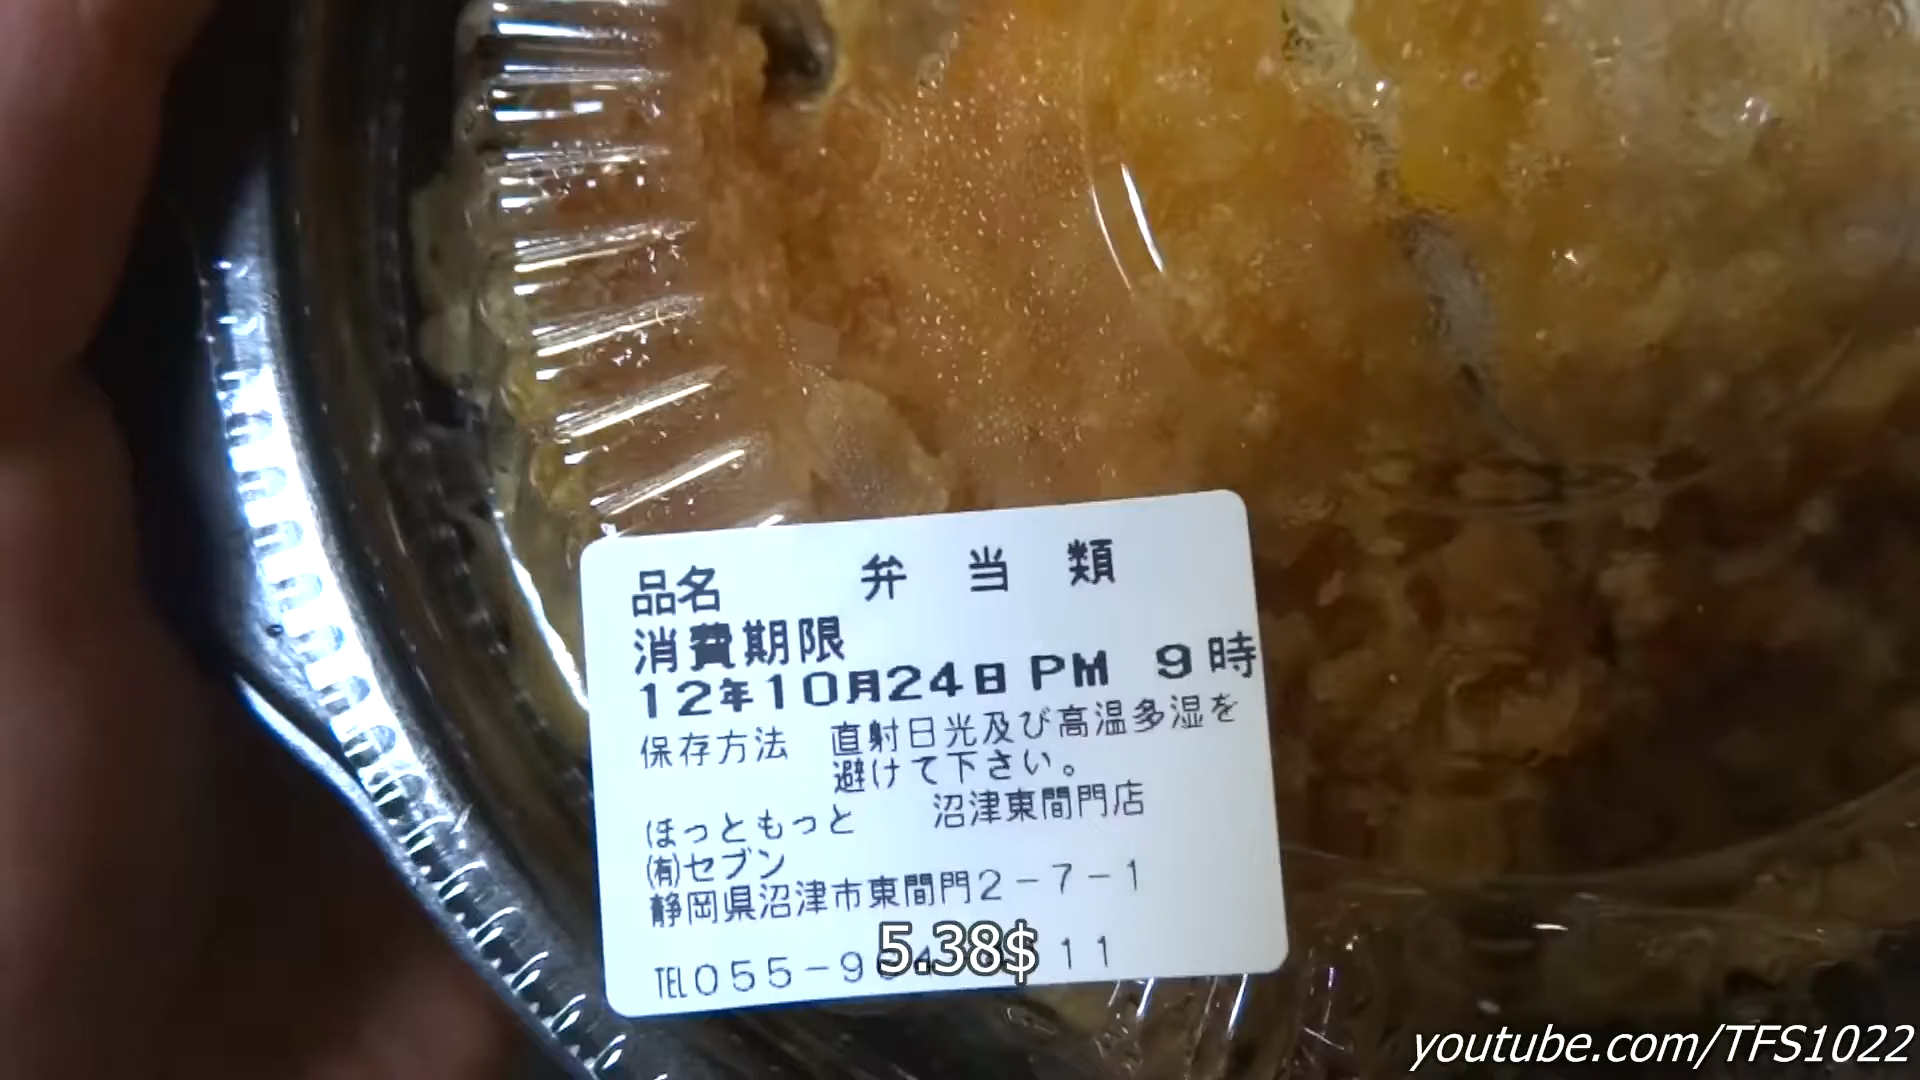 品名 弁当類
消費期限
12年10月24日 PM 9時
保存方法 直射日光及び高温多湿を
避けて下さい。
ほっともっと 沼津東間門店
㈲セブン
静岡県沼津市東間門2-7-1
TEL055-9
11
5.38$
youtube.com/TFS1022